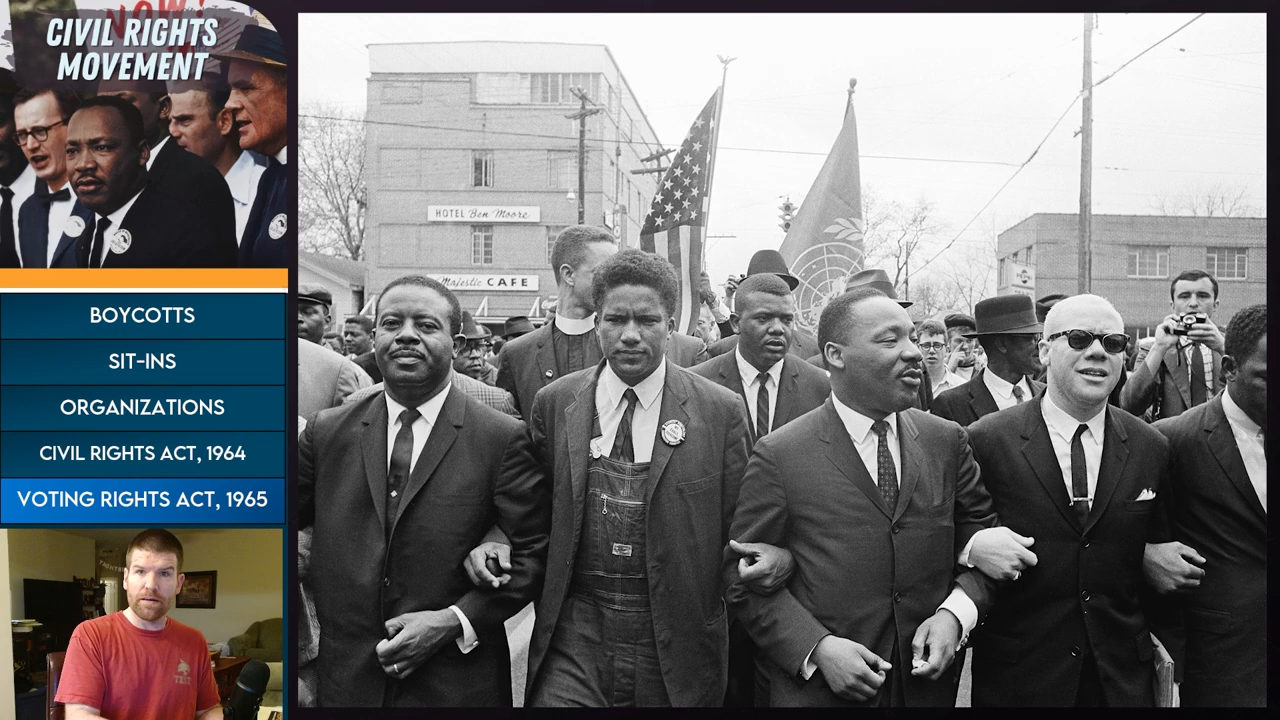 NOW!
CIVIL RIGHTS
MOVEMENT
BOYCOTTS
SIT-INS
ORGANIZATIONS
CIVIL RIGHTS ACT, 1964
VOTING RIGHTS ACT, 1965
HOTEL Ben Moore
Majestic CAFE